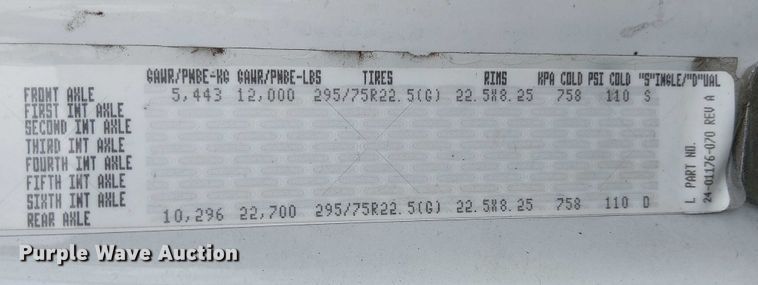 GAWR/PNBE-KG GAWR/PNBE-LBS TIRES RIMS KPA COLD PSI COLD "S"INGLE/"D"UAL
FRONT AXLE 5,443 12,000 295/75R22.5(G) 22.5X8.25 758 110 S
FIRST INT AXLE
SECOND INT AXLE
THIRD INT AXLE
FOURTH INT AXLE
FIFTH INT AXLE
SIXTH INT AXLE
REAR AXLE 10,296 22,700 295/75R22.5(G) 22.5X8.25 758 110 D
L PART NO.
24-01176-070 REV A
Purple Wave Auction